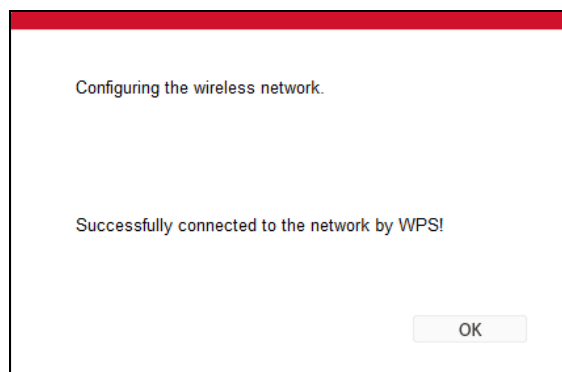 Configuring the wireless network.
Successfully connected to the network by WPS!
OK